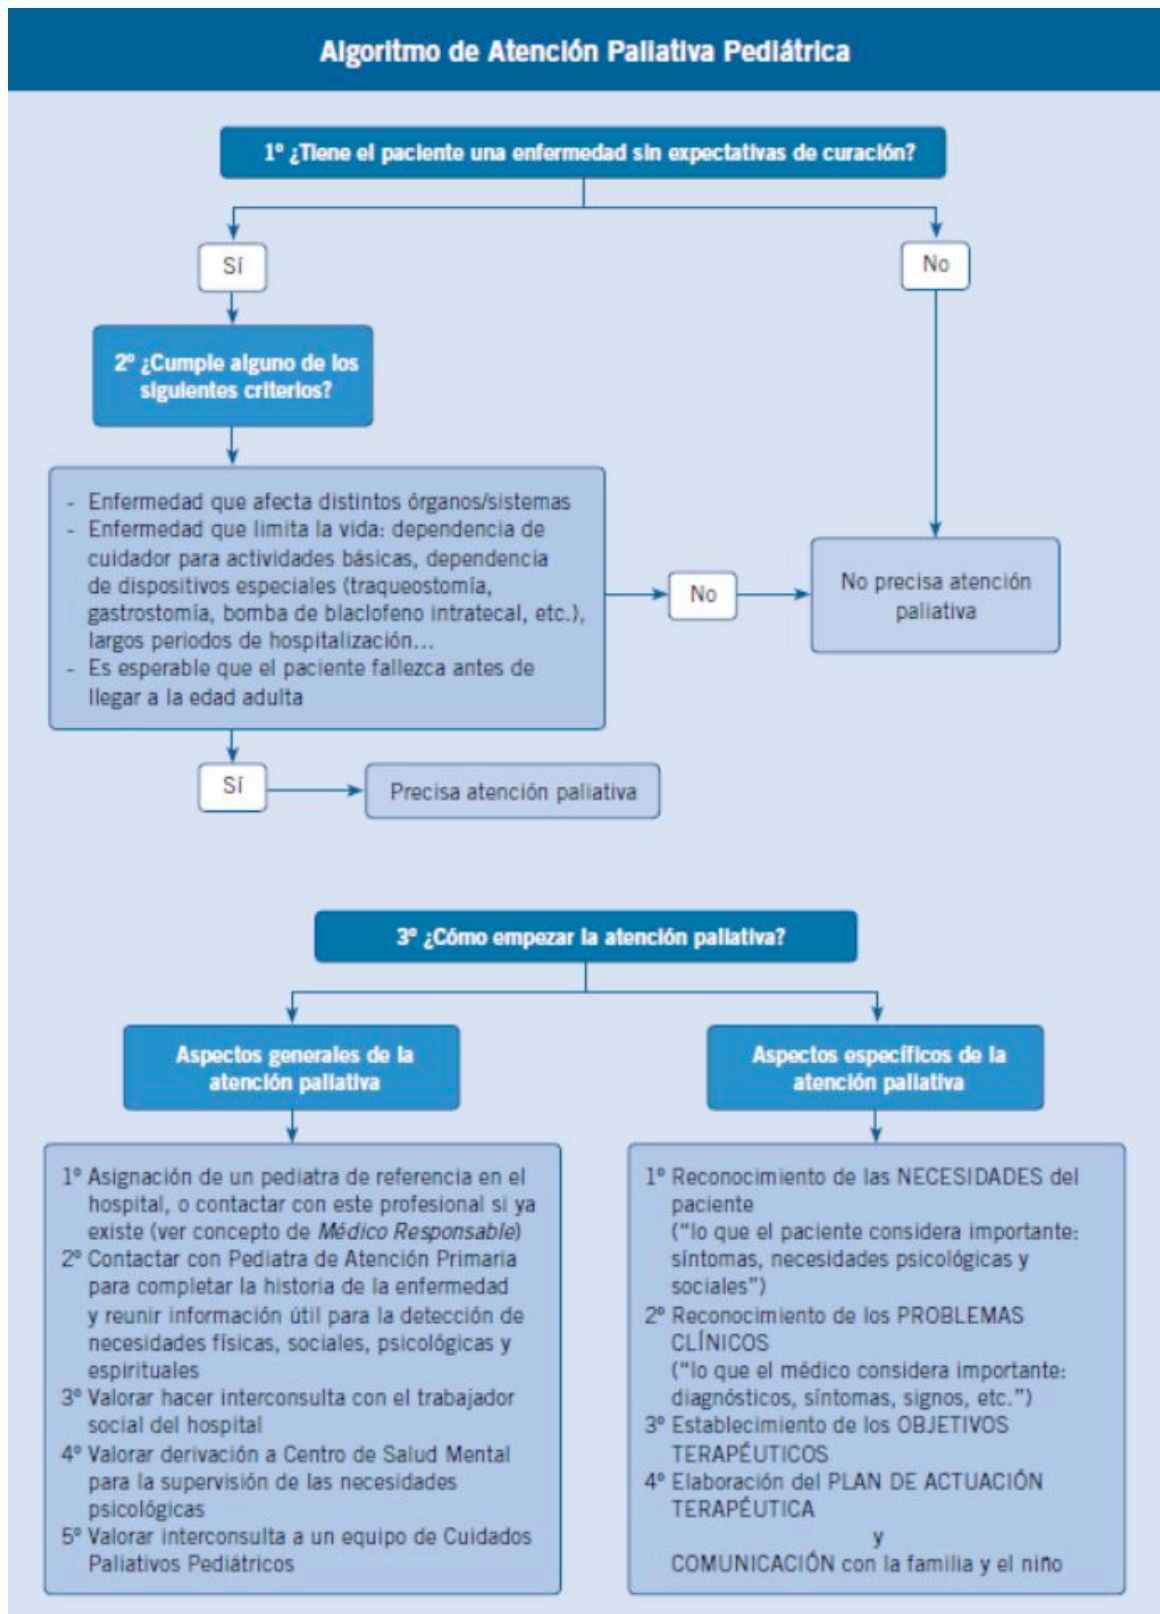 Algoritmo de Atención Paliativa Pediátrica
1º ¿Tiene el paciente una enfermedad sin expectativas de curación?
Sí
No
2º ¿Cumple alguno de los
siguientes criterios?
- Enfermedad que afecta distintos órganos/sistemas
- Enfermedad que limita la vida: dependencia de
cuidador para actividades básicas, dependencia
de dispositivos especiales (traqueostomía,
gastrostomía, bomba de blaclofeno intratecal, etc.),
largos periodos de hospitalización...
- Es esperable que el paciente fallezca antes de
llegar a la edad adulta
No
No precisa atención
paliativa
Sí
Precisa atención paliativa
3º ¿Cómo empezar la atención paliativa?
Aspectos generales de la
atención paliativa
1º Asignación de un pediatra de referencia en el
hospital, o contactar con este profesional si ya
existe (ver concepto de Médico Responsable)
2º Contactar con Pediatra de Atención Primaria
para completar la historia de la enfermedad
y reunir información útil para la detección de
necesidades físicas, sociales, psicológicas y
espirituales
3º Valorar hacer interconsulta con el trabajador
social del hospital
4º Valorar derivación a Centro de Salud Mental
para la supervisión de las necesidades
psicológicas
5º Valorar interconsulta a un equipo de Cuidados
Paliativos Pediátricos
Aspectos específicos de la
atención paliativa
1º Reconocimiento de las NECESIDADES del
paciente
("lo que el paciente considera importante:
síntomas, necesidades psicológicas y
sociales")
2º Reconocimiento de los PROBLEMAS
CLÍNICOS
("lo que el médico considera importante:
diagnósticos, síntomas, signos, etc.")
3º Establecimiento de los OBJETIVOS
TERAPÉUTICOS
4º Elaboración del PLAN DE ACTUACIÓN
TERAPÉUTICA
y
COMUNICACIÓN con la familia y el niño